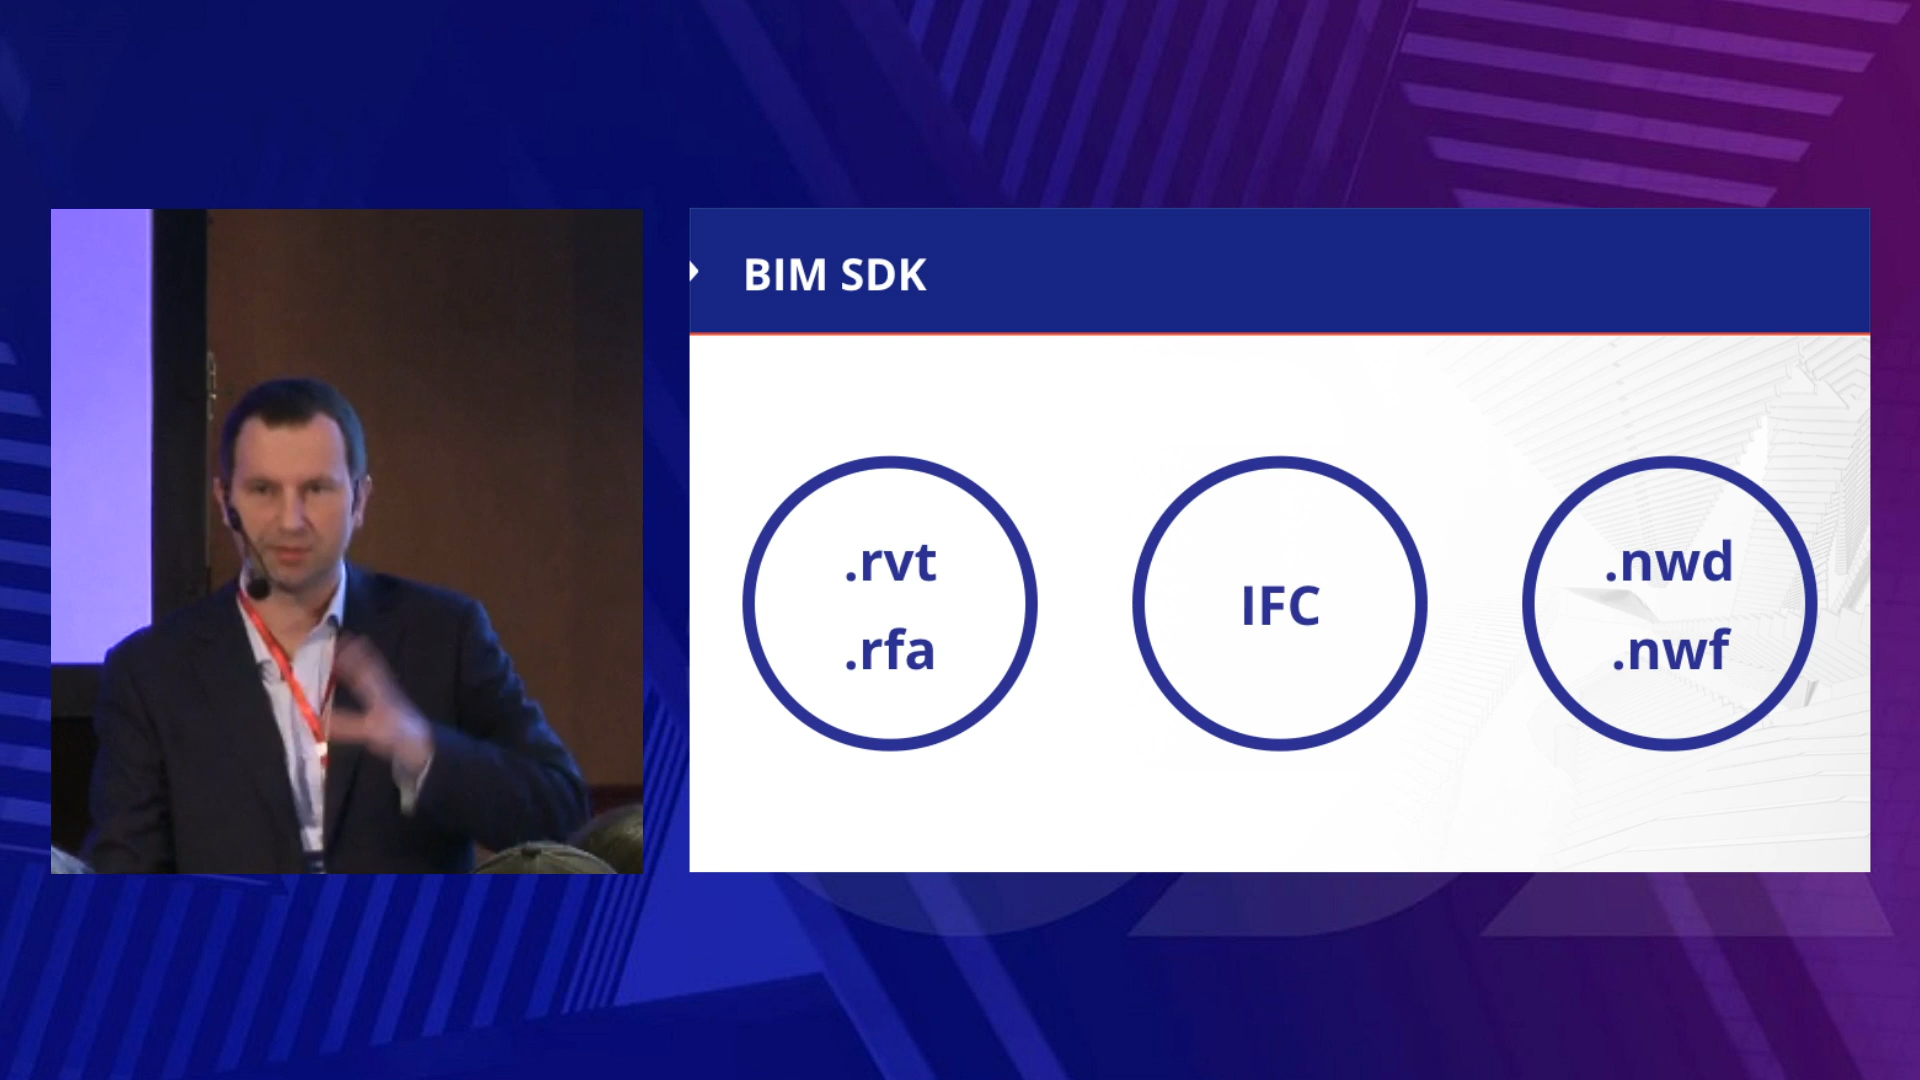 BIM SDK
.rvt
.rfa
IFC
.nwd
.nwf